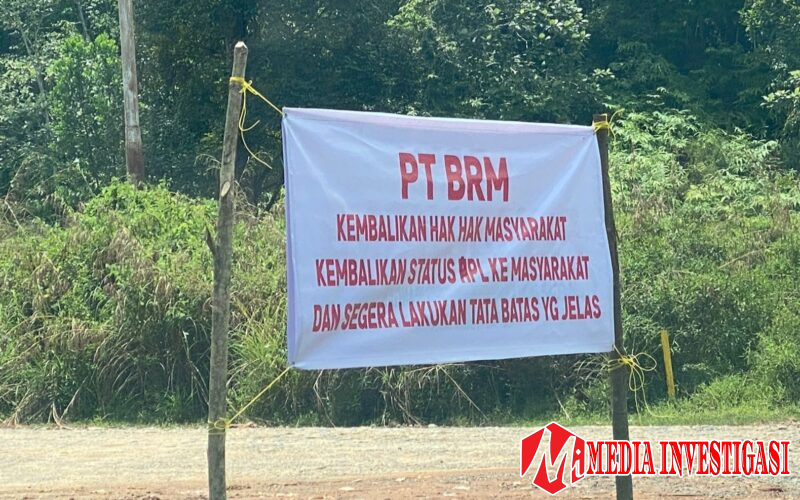 PT BRM
KEMBALIKAN HAK HAK MASYARAKAT
KEMBALIKAN STATUS APL KE MASYARAKAT
DAN SEGERA LAKUKAN TATA BATAS YG JELAS
MEDIA INVESTIGASI